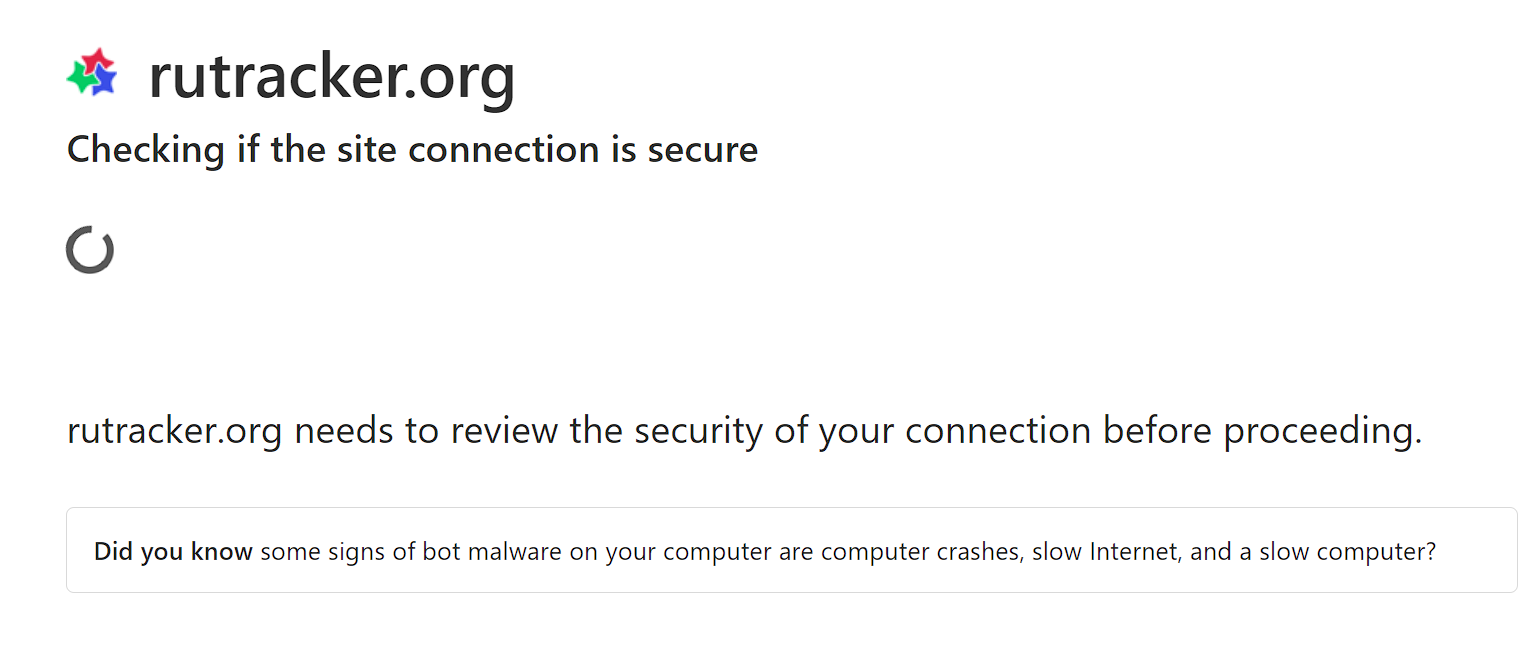 rutracker.org
Checking if the site connection is secure
rutracker.org needs to review the security of your connection before proceeding.
Did you know some signs of bot malware on your computer are computer crashes, slow Internet, and a slow computer?